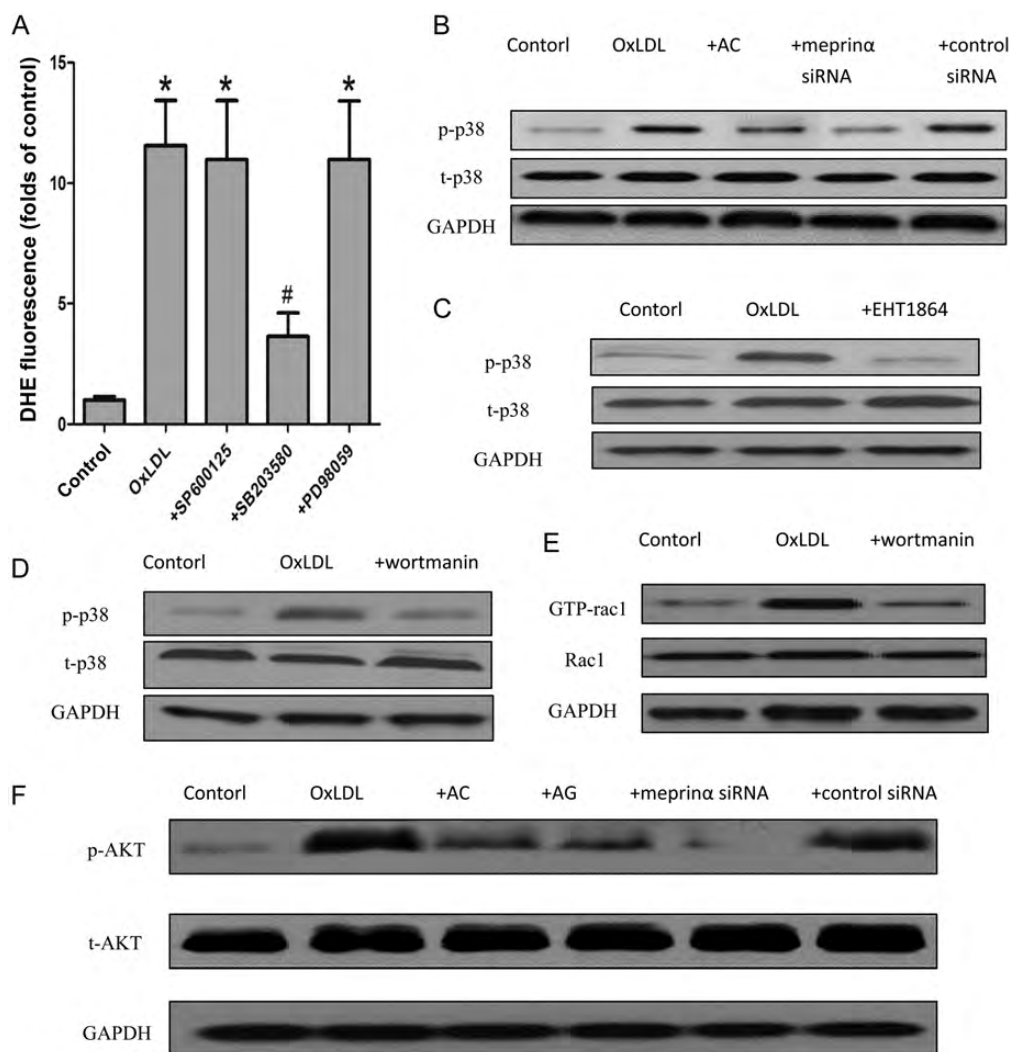 A
DHE fluorescence (folds of control)
15
10
5
0
*
*
#
*
Control
OxLDL
+SP600125
+SB203580
+PD98059
B
Contorl OxLDL +AC +meprinα +control
siRNA siRNA
p-p38
t-p38
GAPDH
C
Contorl OxLDL +EHT1864
p-p38
t-p38
GAPDH
D
Contorl OxLDL +wortmanin
p-p38
t-p38
GAPDH
E
Contorl OxLDL +wortmanin
GTP-rac1
Rac1
GAPDH
F
Contorl OxLDL +AC +AG +meprinα siRNA +control siRNA
p-AKT
t-AKT
GAPDH